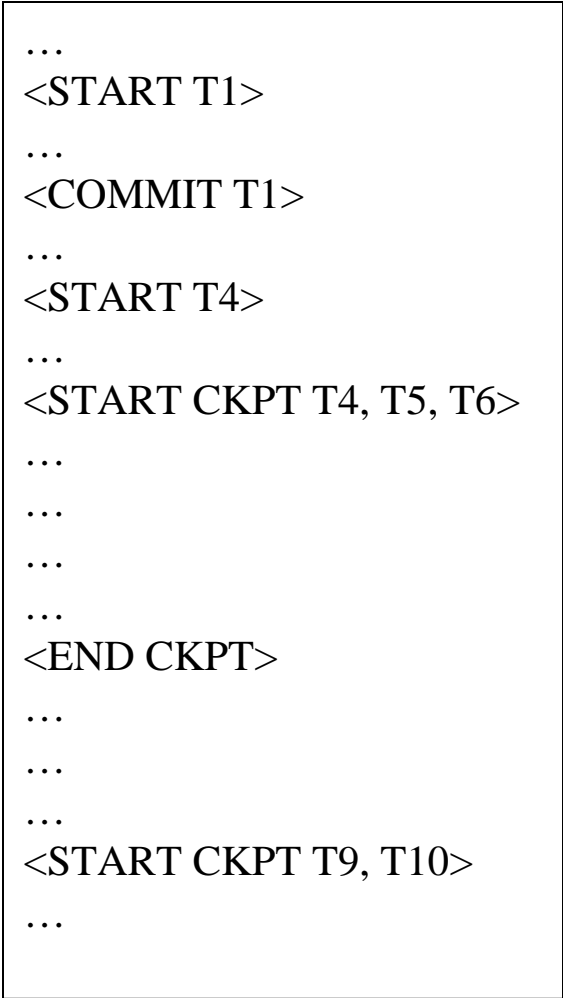 …
<START T1>
…
<COMMIT T1>
…
<START T4>
…
<START CKPT T4, T5, T6>
…
…
…
…
<END CKPT>
…
…
…
<START CKPT T9, T10>
…